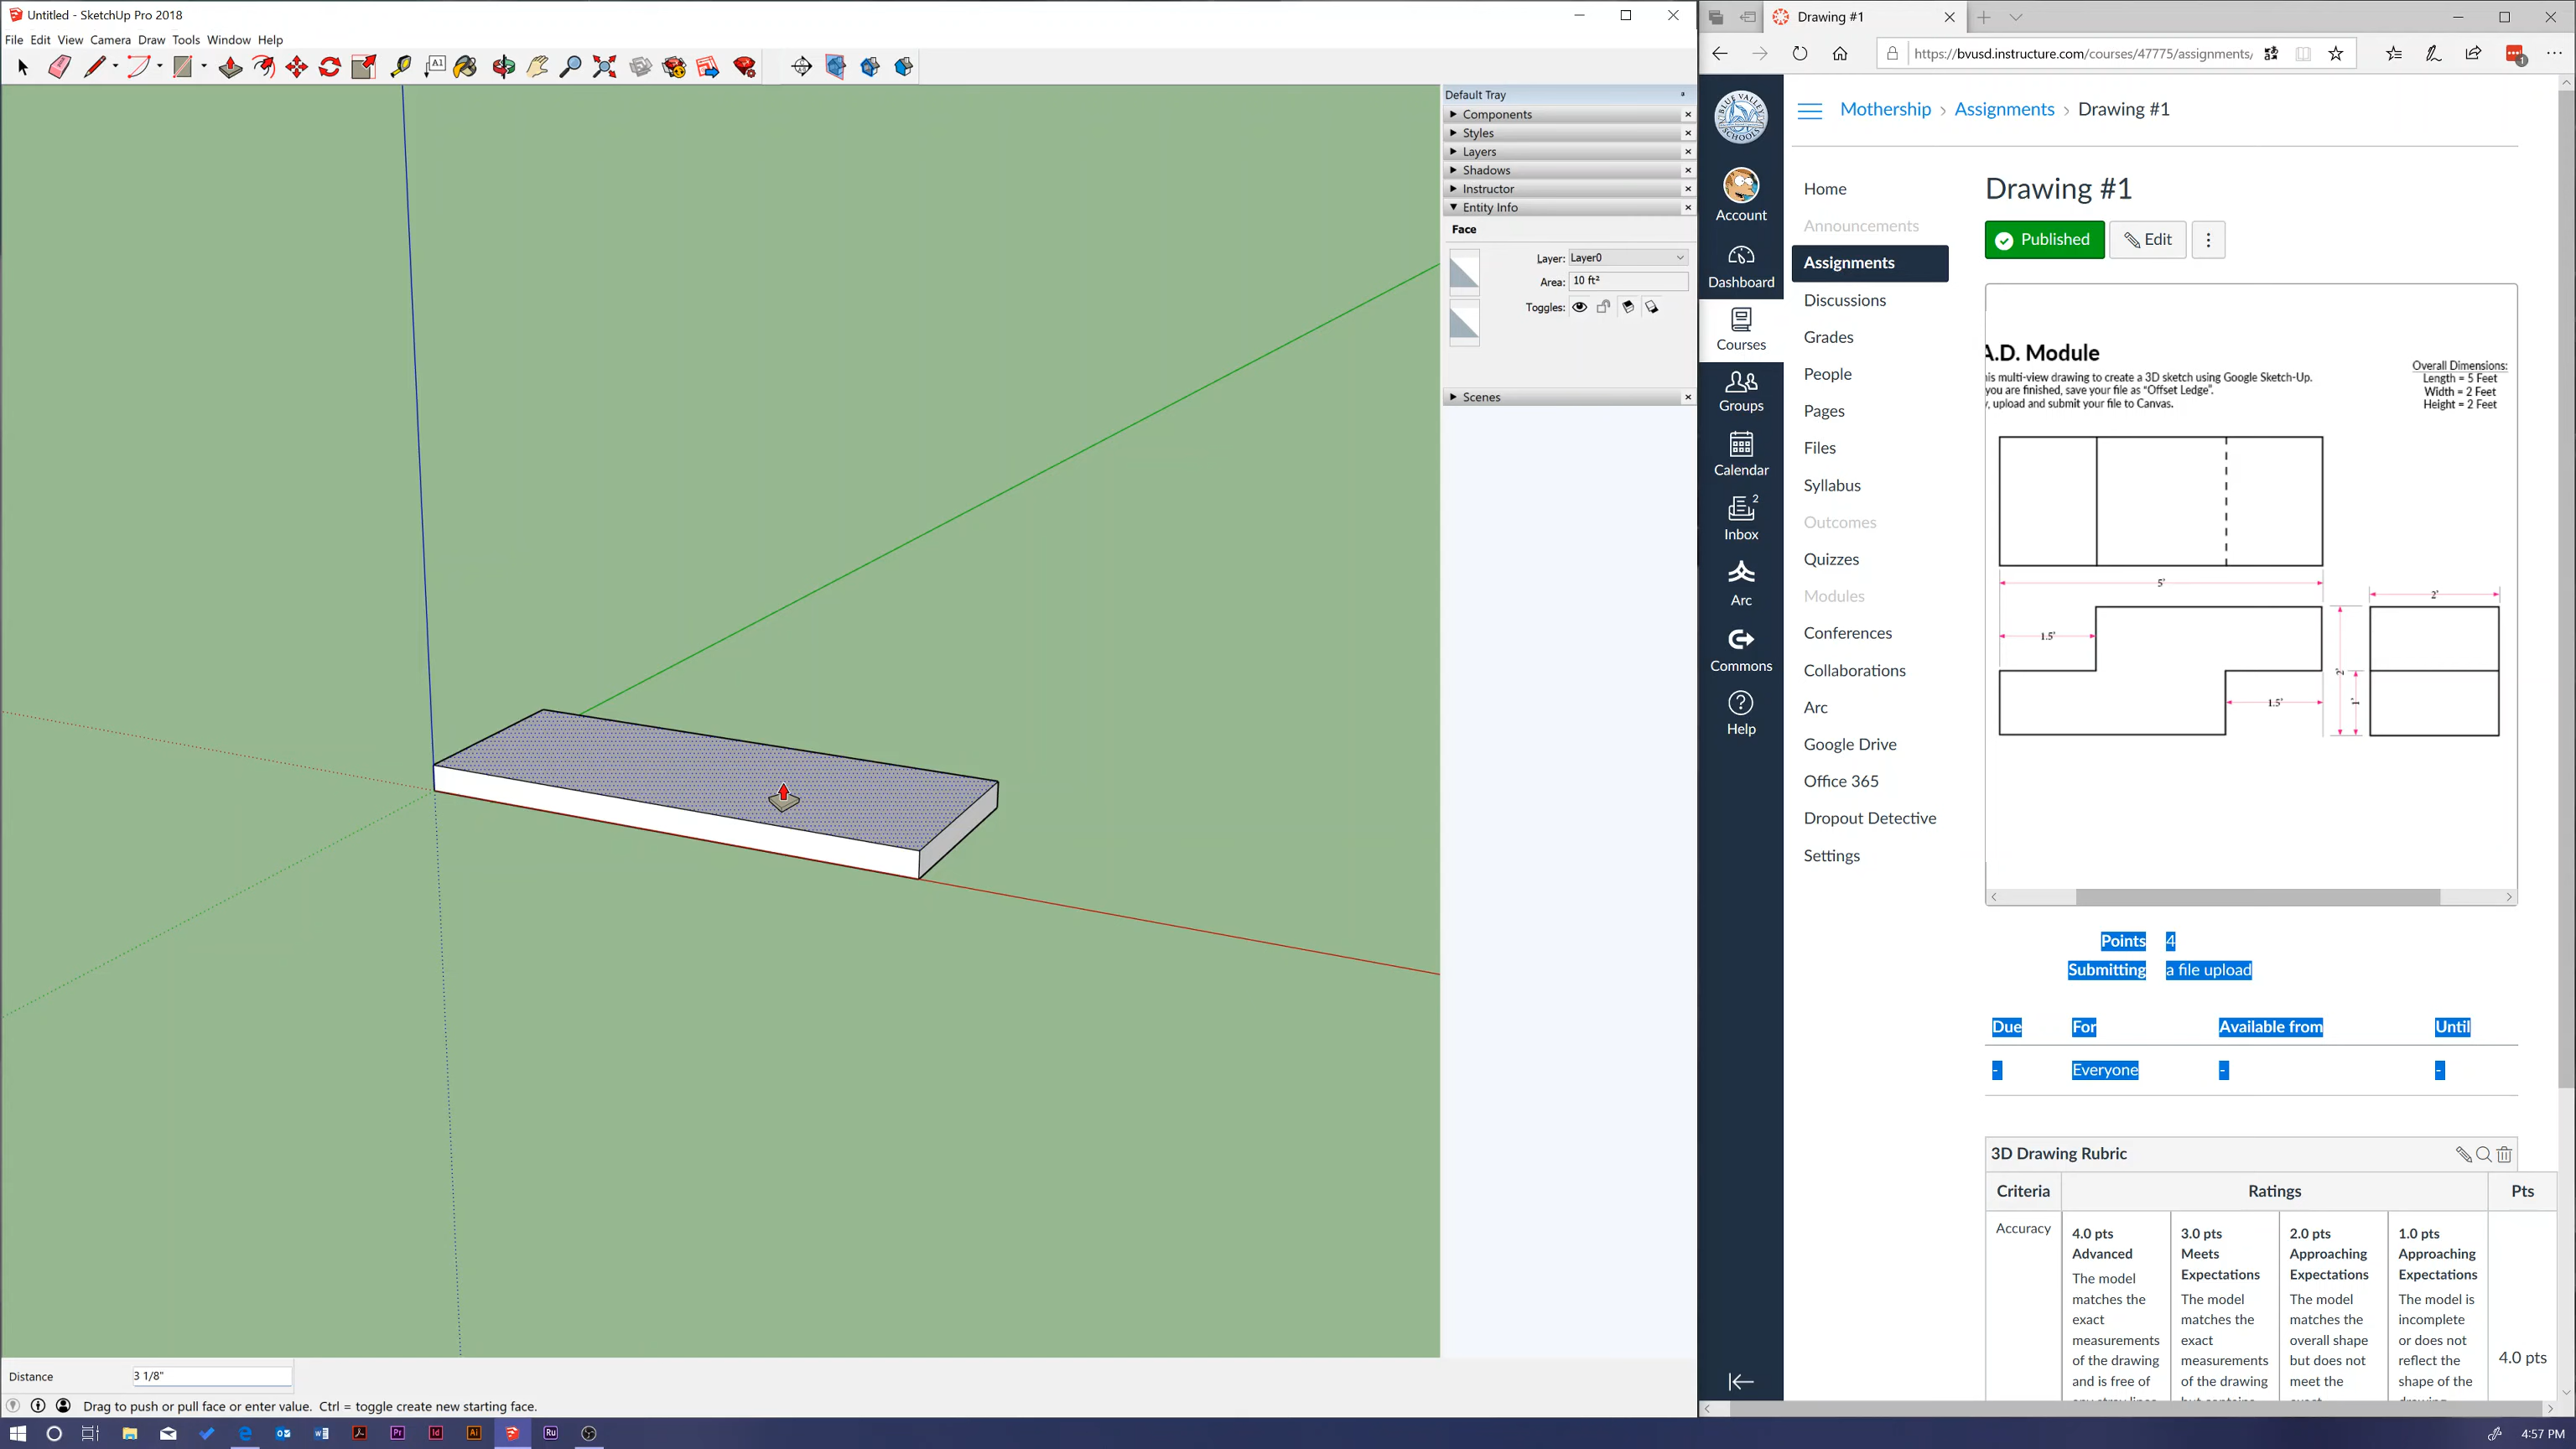 Untitled - SketchUp Pro 2018
File Edit View Camera Draw Tools Window Help
A1
Default Tray
Components
Styles
Layers
Shadows
Instructor
Entity Info
Face
Layer: Layer0
Area: 10 ft²
Toggles:
Scenes
Distance 3 1/8"
Drag to push or pull face or enter value. Ctrl = toggle create new starting face.
Drawing #1
https://bvusd.instructure.com/courses/47775/assignments/
1
BLUE VALLEY SCHOOLS
Account
Dashboard
Courses
Groups
Calendar
2
Inbox
Arc
Commons
Help
Mothership › Assignments › Drawing #1
Home
Announcements
Assignments
Discussions
Grades
People
Pages
Files
Syllabus
Outcomes
Quizzes
Modules
Conferences
Collaborations
Arc
Google Drive
Office 365
Dropout Detective
Settings
Drawing #1
Published
Edit
A.D. Module
is multi-view drawing to create a 3D sketch using Google Sketch-Up.
you are finished, save your file as "Offset Ledge".
, upload and submit your file to Canvas.
Overall Dimensions:
Length = 5 Feet
Width = 2 Feet
Height = 2 Feet
5'
2'
1.5'
2'
1'
1.5'
Points 4
Submitting a file upload
Due For Available from Until
- Everyone - -
3D Drawing Rubric
Criteria Ratings Pts
Accuracy
4.0 pts
Advanced
The model
matches the
exact
measurements
of the drawing
and is free of
3.0 pts
Meets
Expectations
The model
matches the
exact
measurements
of the drawing
2.0 pts
Approaching
Expectations
The model
matches the
overall shape
but does not
meet the
1.0 pts
Approaching
Expectations
The model is
incomplete
or does not
reflect the
shape of the
4.0 pts
Pr Id Ai Ru
4:57 PM